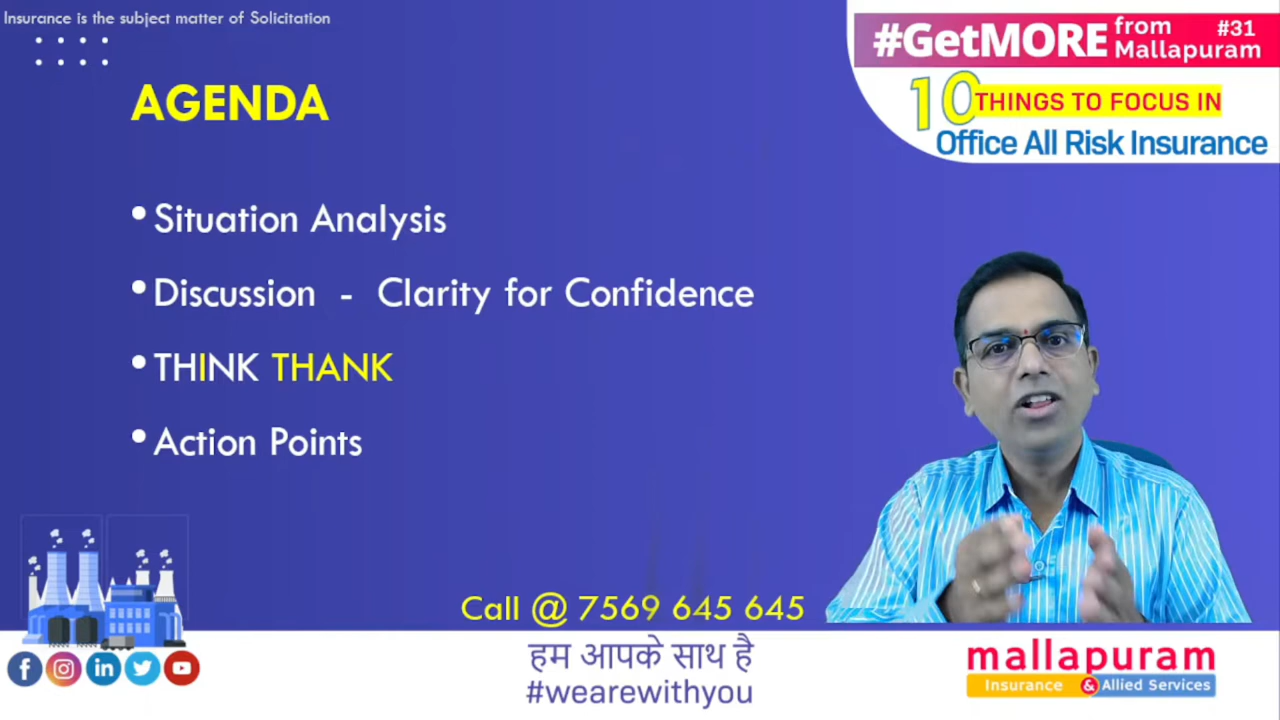 Insurance is the subject matter of Solicitation
#GetMORE from Mallapuram #31
10 THINGS TO FOCUS IN
Office All Risk Insurance
AGENDA
• Situation Analysis
• Discussion - Clarity for Confidence
• THINK THANK
• Action Points
Call @ 7569 645 645
हम आपके साथ है
#wearewithyou
mallapuram
Insurance & Allied Services